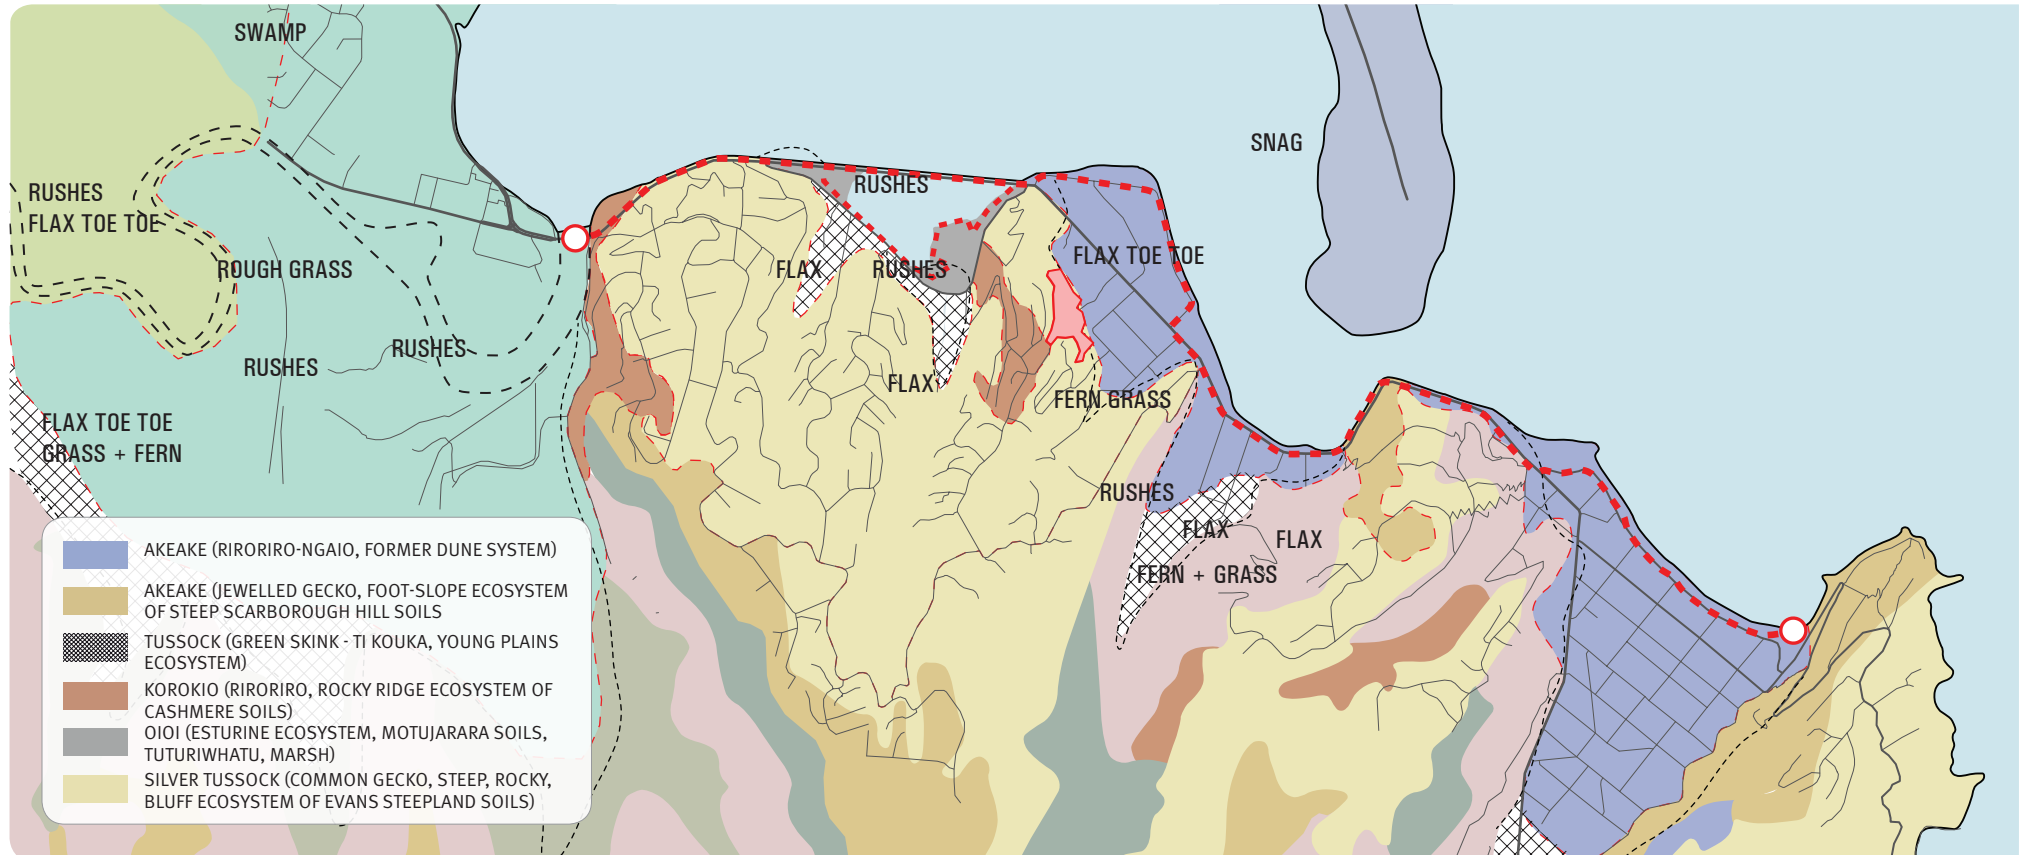 SWAMP
SNAG
RUSHES
FLAX TOE TOE
RUSHES
ROUGH GRASS
FLAX
RUSHES
FLAX TOE TOE
RUSHES
RUSHES
FLAX
FERN GRASS
FLAX TOE TOE
GRASS + FERN
RUSHES
FLAX
FLAX
FERN + GRASS
AKEAKE (RIRORIRO-NGAIO, FORMER DUNE SYSTEM)
AKEAKE (JEWELLED GECKO, FOOT-SLOPE ECOSYSTEM
OF STEEP SCARBOROUGH HILL SOILS
TUSSOCK (GREEN SKINK - TI KOUKA, YOUNG PLAINS
ECOSYSTEM)
KOROKIO (RIRORIRO, ROCKY RIDGE ECOSYSTEM OF
CASHMERE SOILS)
OIOI (ESTURINE ECOSYSTEM, MOTUJARARA SOILS,
TUTURIWHATU, MARSH)
SILVER TUSSOCK (COMMON GECKO, STEEP, ROCKY,
BLUFF ECOSYSTEM OF EVANS STEEPLAND SOILS)